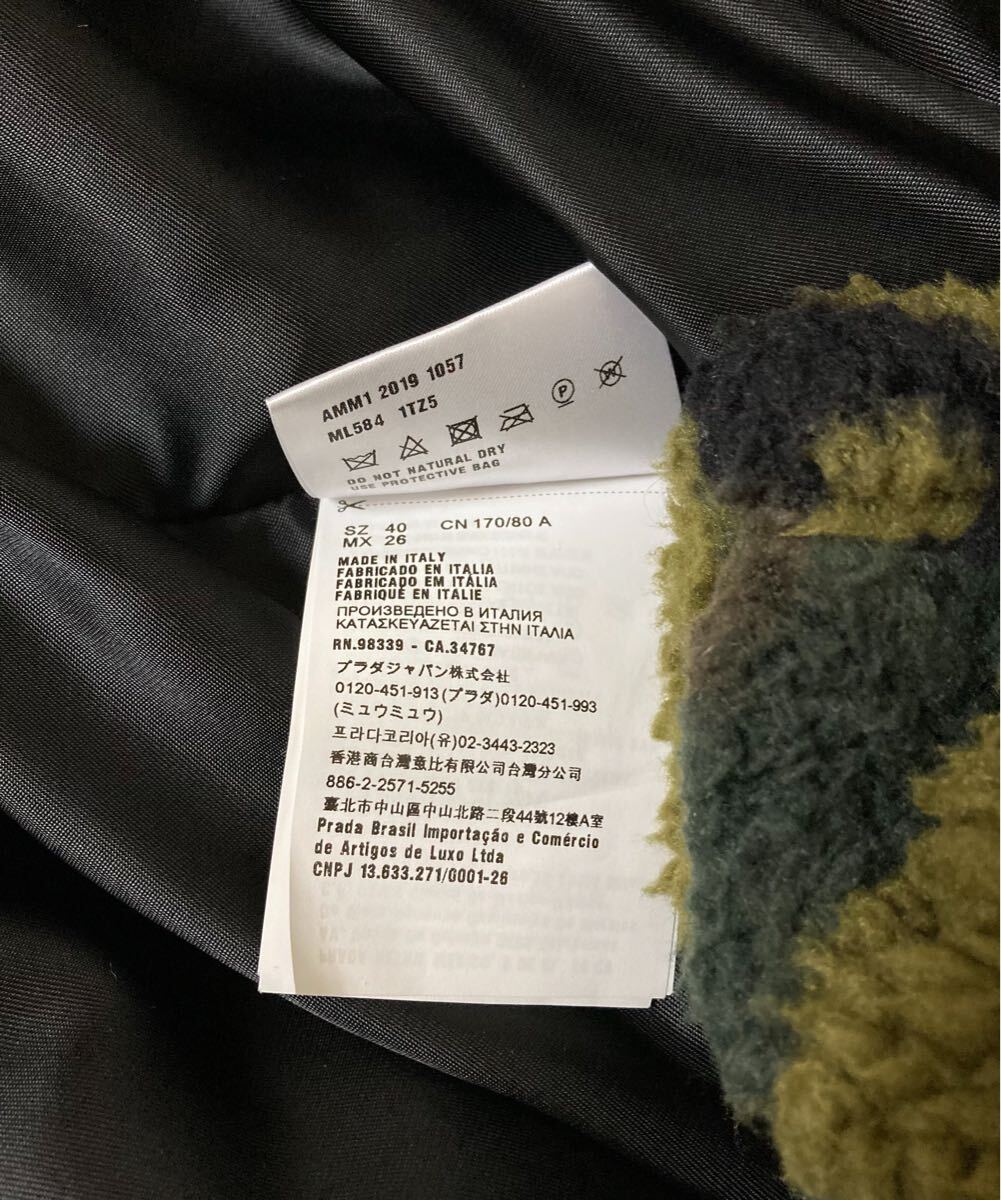 AMM1 2019 1057
ML584 1TZ5
P
W
DO NOT NATURAL DRY
USE PROTECTIVE BAG
SZ 40 CN 170/80 A
MX 26
MADE IN ITALY
FABRICADO EN ITALIA
FABRICADO EM ITÁLIA
FABRIQUÉ EN ITALIE
ПРОИЗВЕДЕНО В ИТАЛИЯ
ΚΑΤΑΣΚΕΥΑΖΕΤΑΙ ΣΤΗΝ ΙΤΑΛΙΑ
RN.98339 - CA.34767
プラダジャパン株式会社
0120-451-913(プラダ)0120-451-993
(ミュウミュウ)
프라다코리아(유)02-3443-2323
香港商台灣意比有限公司台灣分公司
886-2-2571-5255
臺北市中山區中山北路二段44號12樓A室
Prada Brasil Importação e Comércio
de Artigos de Luxo Ltda
CNPJ 13.633.271/0001-26